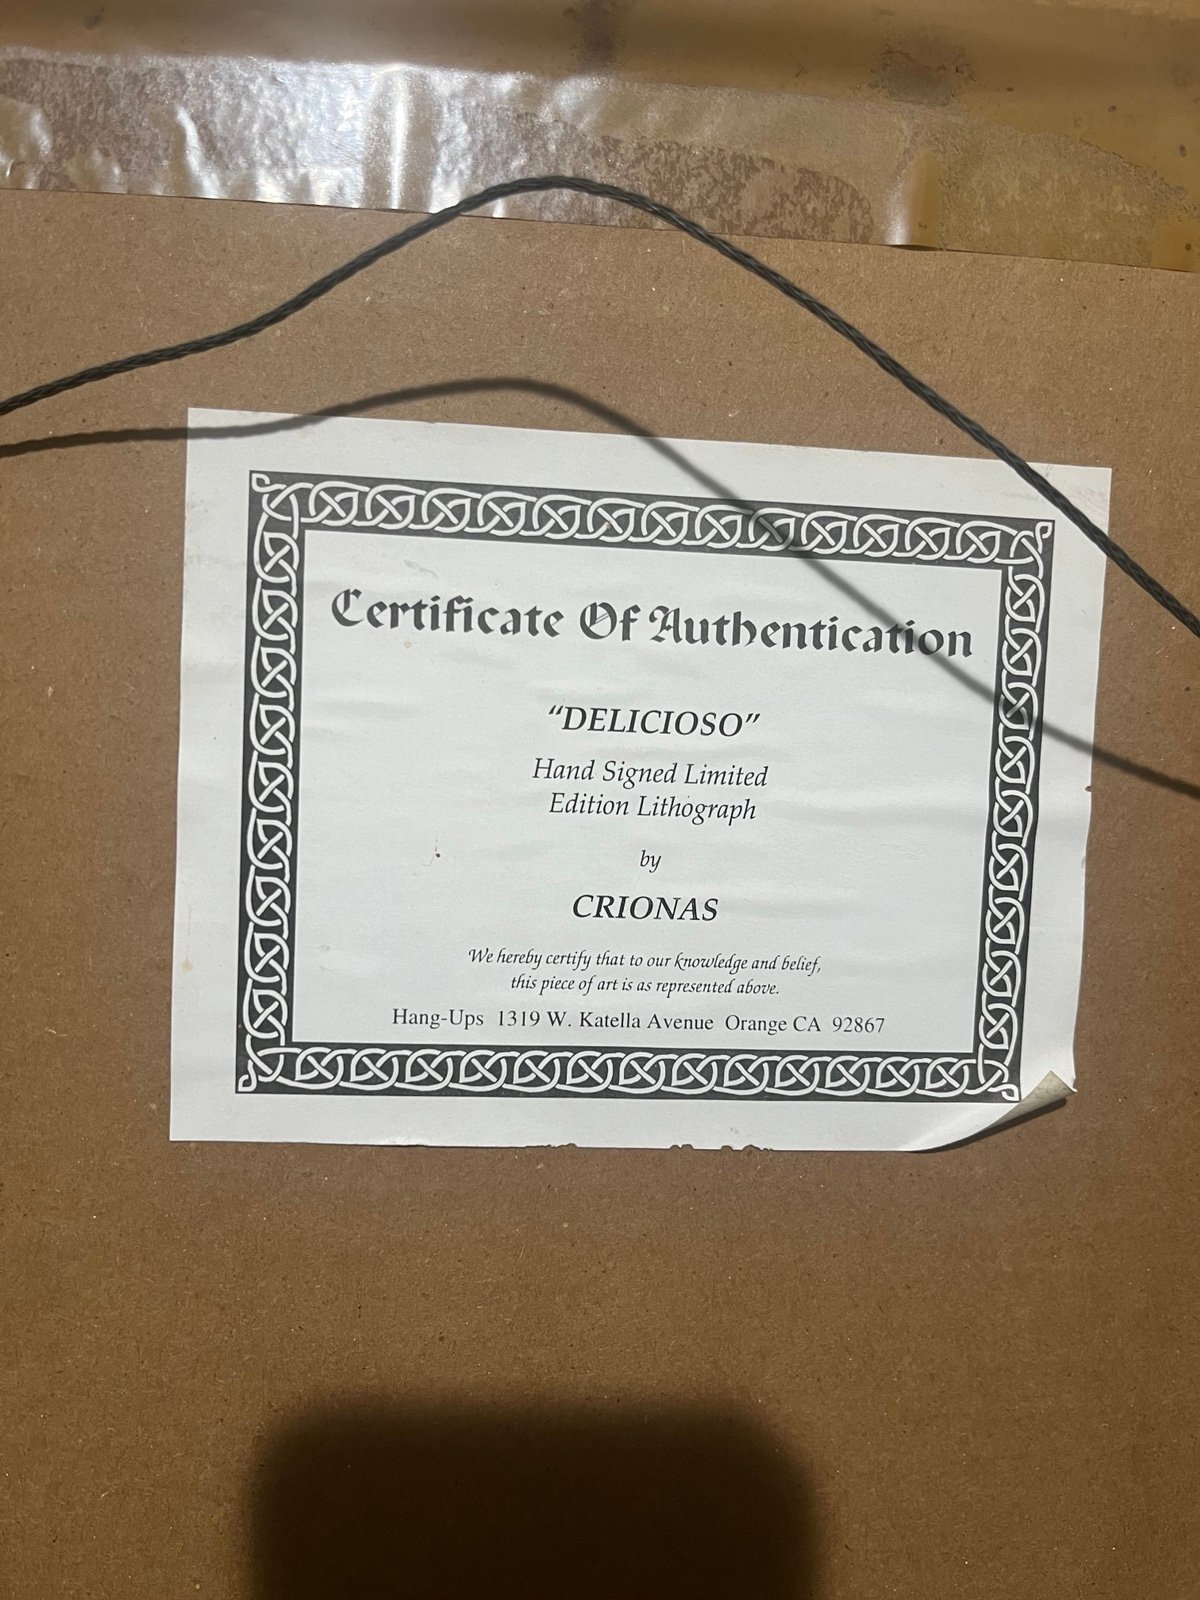 Certificate Of Authentication
“DELICIOSO”
Hand Signed Limited
Edition Lithograph
by
CRIONAS
We hereby certify that to our knowledge and belief,
this piece of art is as represented above.
Hang-Ups 1319 W. Katella Avenue Orange CA 92867